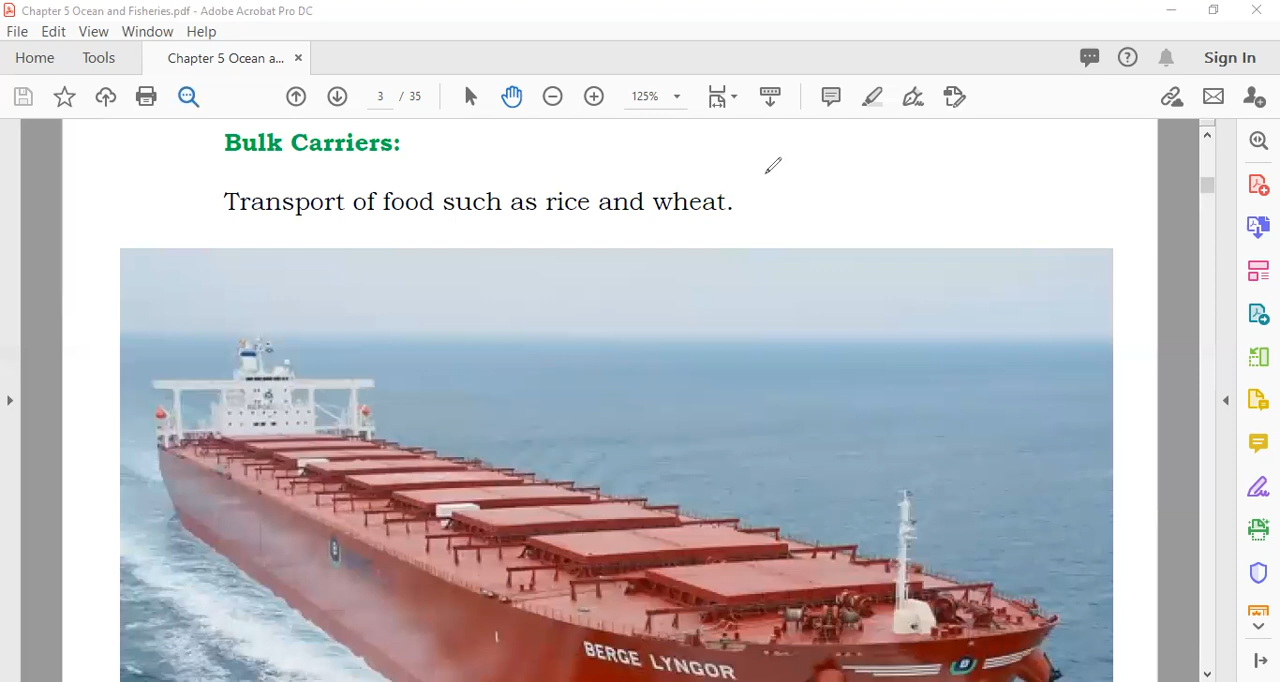 Chapter 5 Ocean and Fisheries.pdf - Adobe Acrobat Pro DC
File Edit View Window Help
Home Tools Chapter 5 Ocean a... Sign In
3 / 35 125%
Bulk Carriers:
Transport of food such as rice and wheat.
BERGE LYNGOR